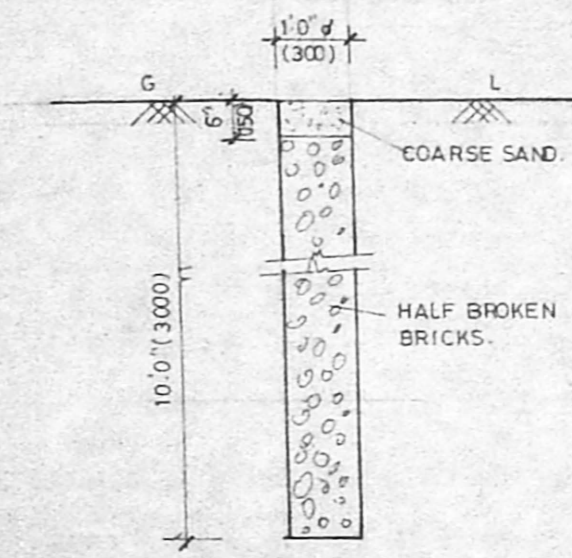 1'.0" ϕ
(300)
G
L
6"
(150)
COARSE SAND.
10'.0" (3000)
HALF BROKEN
BRICKS.